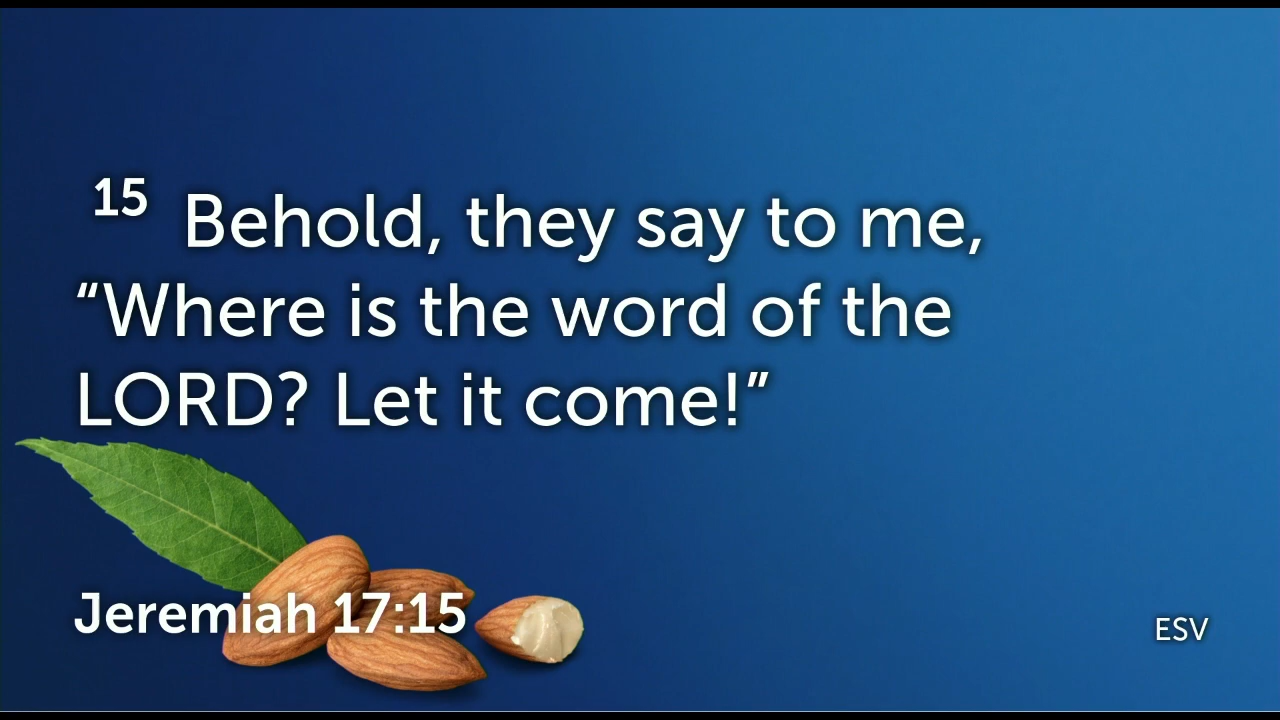 15 Behold, they say to me,
“Where is the word of the
LORD? Let it come!”
Jeremiah 17:15
ESV